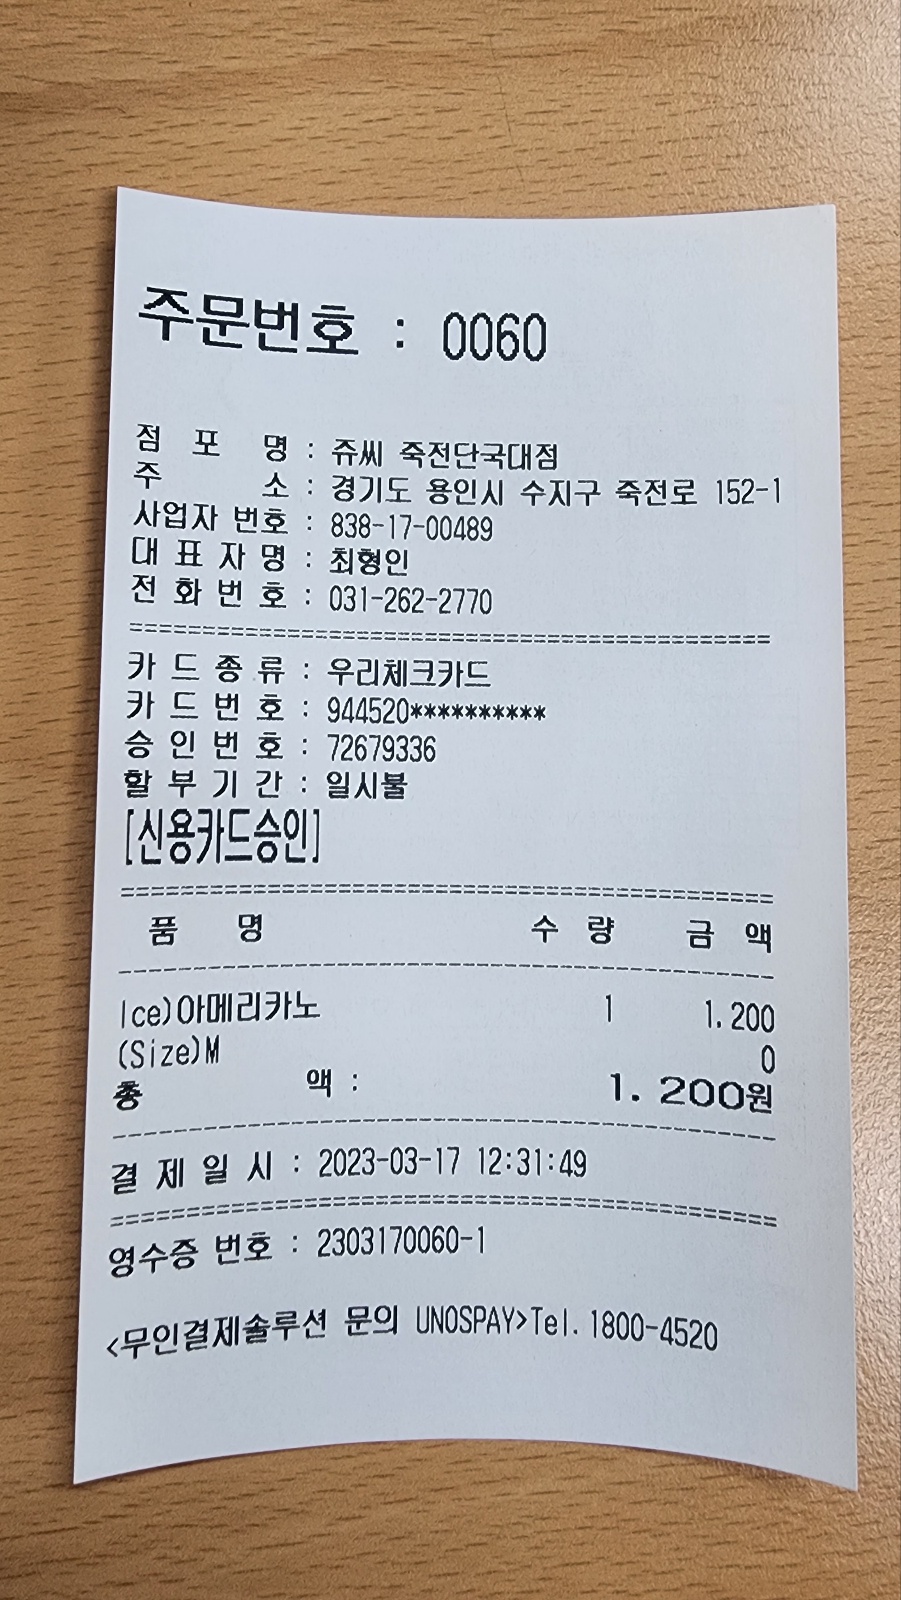 주문번호 : 0060
점 포 명 : 쥬씨 죽전단국대점
주 소 : 경기도 용인시 수지구 죽전로 152-1
사업자 번호 : 838-17-00489
대 표 자 명 : 최형인
전 화 번 호 : 031-262-2770
============================================
카 드 종 류 : 우리체크카드
카 드 번 호 : 944520**********
승 인 번 호 : 72679336
할 부 기 간 : 일시불
[신용카드승인]
============================================
품 명 수 량 금 액
--------------------------------------------
Ice)아메리카노 1 1,200
(Size)M 0
총 액 : 1,200원
--------------------------------------------
결 제 일 시 : 2023-03-17 12:31:49
============================================
영수증 번호 : 2303170060-1
<무인결제솔루션 문의 UNOSPAY>Tel.1800-4520